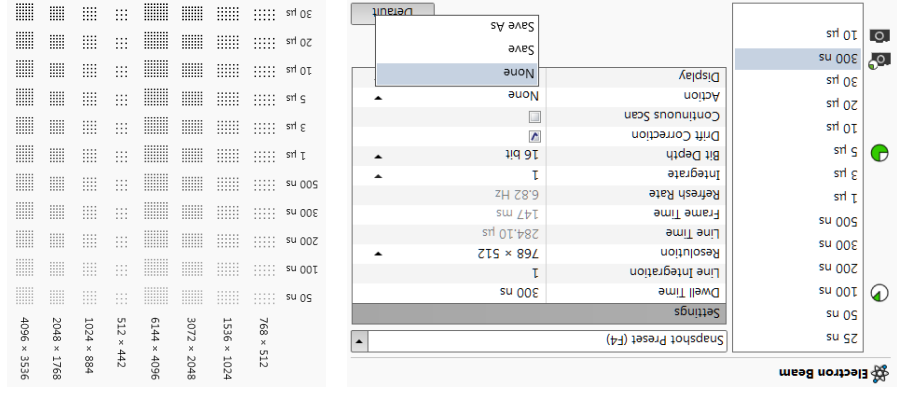 Electron Beam
25 ns
50 ns
100 ns
200 ns
300 ns
500 ns
1 µs
3 µs
5 µs
10 µs
20 µs
30 µs
300 ns
10 µs
Snapshot Preset (F4)
Settings
Dwell Time 300 ns
Line Integration 1
Resolution 768 × 512
Line Time 284.10 µs
Frame Time 147 ms
Refresh Rate 6.82 Hz
Integrate 1
Bit Depth 16 bit
Drift Correction
Continuous Scan
Action None
Display
None
Save
Save As
Default
768 × 512
1536 × 1024
3072 × 2048
6144 × 4096
512 × 442
1024 × 884
2048 × 1768
4096 × 3536
50 ns
100 ns
200 ns
300 ns
500 ns
1 µs
3 µs
5 µs
10 µs
20 µs
30 µs